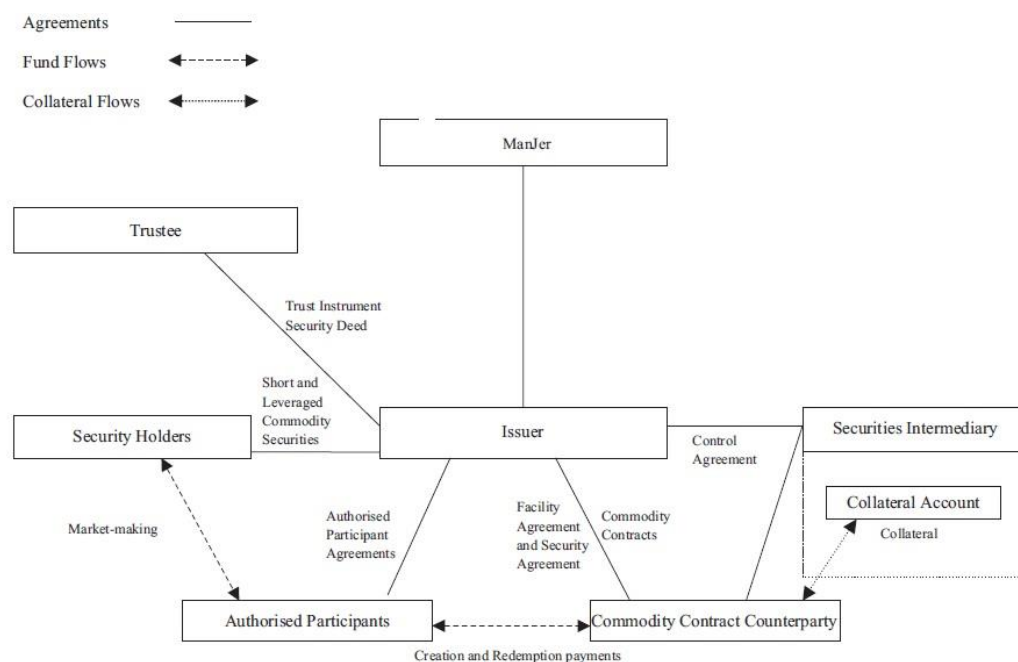 Agreements
Fund Flows
Collateral Flows
ManJer
Trustee
Trust Instrument
Security Deed
Short and
Leveraged
Commodity
Securities
Security Holders
Issuer
Control
Agreement
Securities Intermediary
Collateral Account
Collateral
Market-making
Authorised
Participant
Agreements
Facility
Agreement
and Security
Agreement
Commodity
Contracts
Authorised Participants
Commodity Contract Counterparty
Creation and Redemption payments